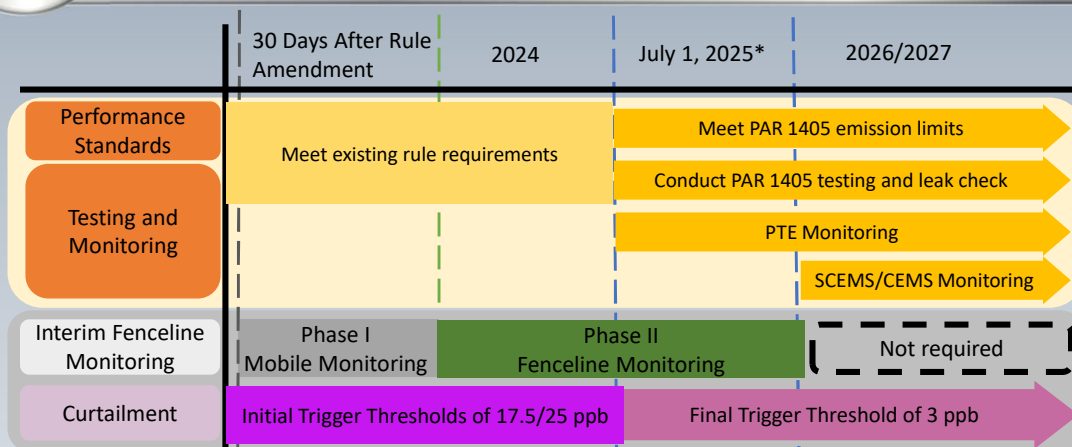 30 Days After Rule
Amendment
2024
July 1, 2025*
2026/2027
Performance
Standards
Meet existing rule requirements
Meet PAR 1405 emission limits
Conduct PAR 1405 testing and leak check
Testing and
Monitoring
PTE Monitoring
SCEMS/CEMS Monitoring
Interim Fenceline
Monitoring
Phase I
Mobile Monitoring
Phase II
Fenceline Monitoring
Not required
Curtailment
Initial Trigger Thresholds of 17.5/25 ppb
Final Trigger Threshold of 3 ppb